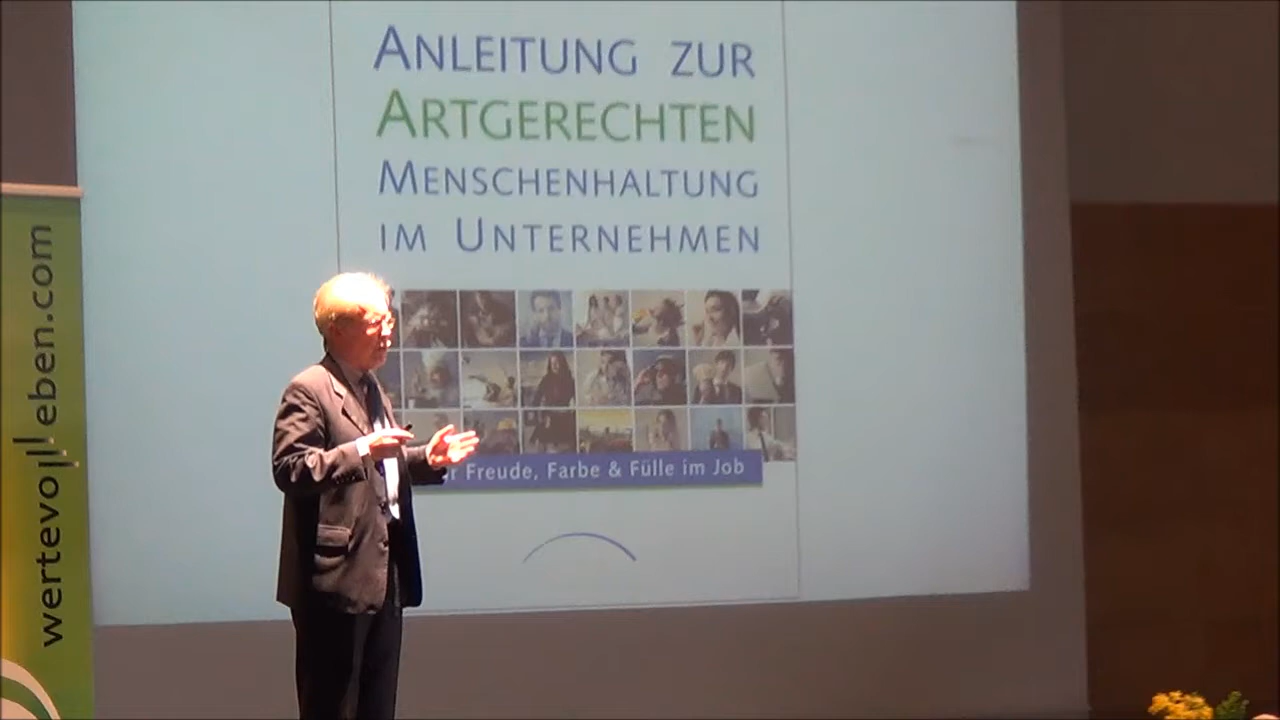 ANLEITUNG ZUR
ARTGERECHTEN
MENSCHENHALTUNG
IM UNTERNEHMEN
Freude, Farbe & Fülle im Job
wertevollleben.com